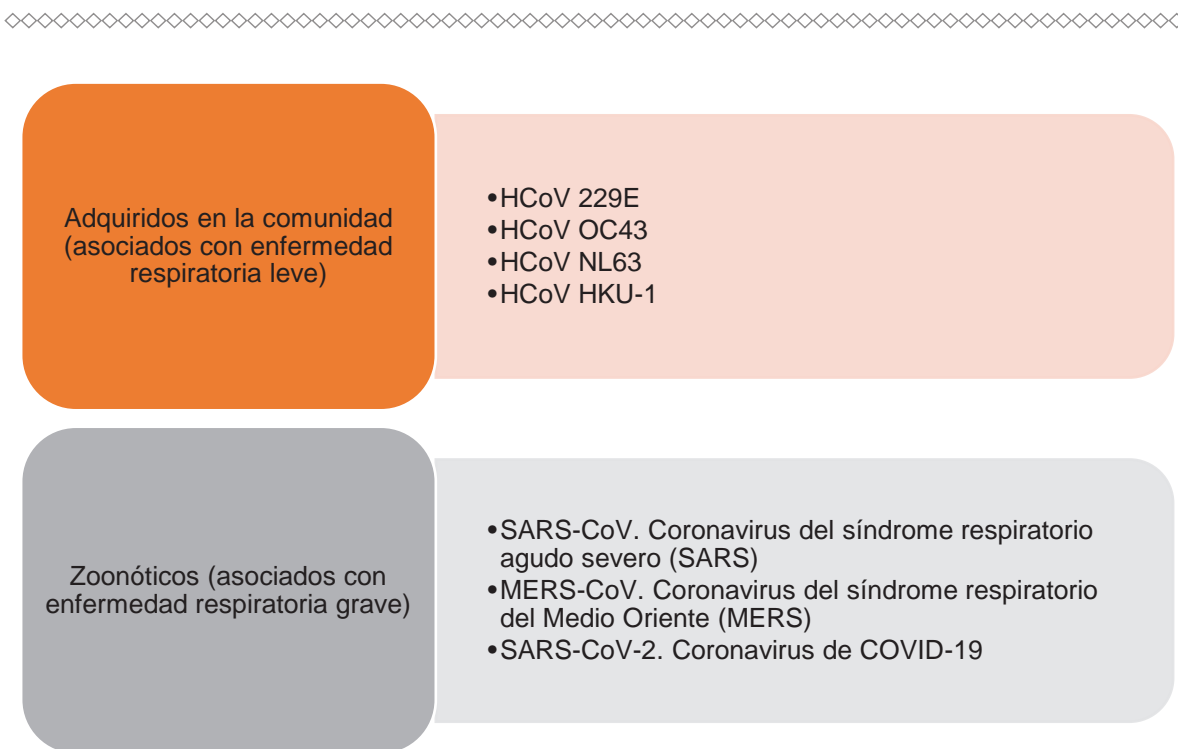 Adquiridos en la comunidad
(asociados con enfermedad
respiratoria leve)
•HCoV 229E
•HCoV OC43
•HCoV NL63
•HCoV HKU-1
Zoonóticos (asociados con
enfermedad respiratoria grave)
•SARS-CoV. Coronavirus del síndrome respiratorio
agudo severo (SARS)
•MERS-CoV. Coronavirus del síndrome respiratorio
del Medio Oriente (MERS)
•SARS-CoV-2. Coronavirus de COVID-19